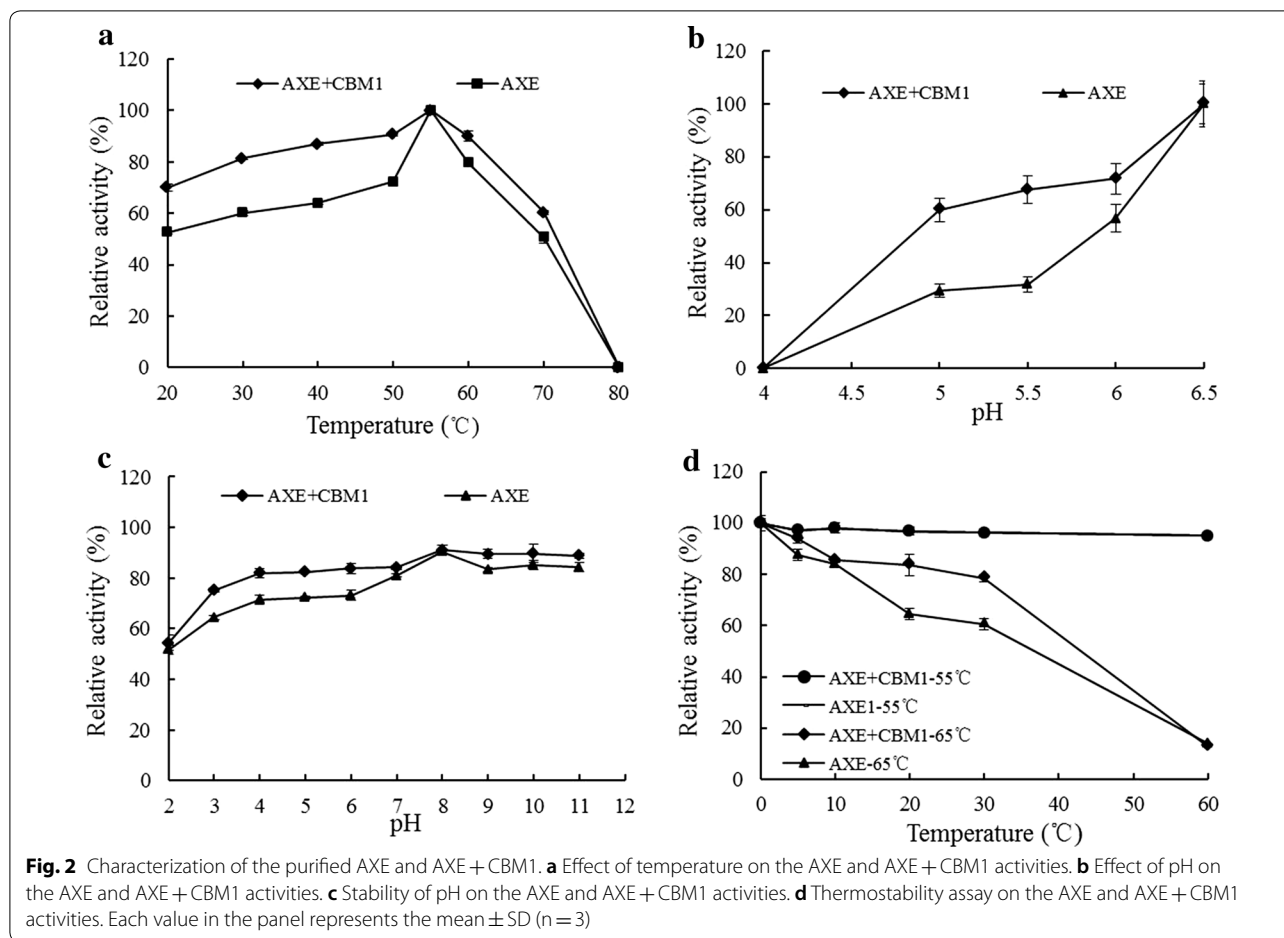 a
AXE+CBM1 AXE
Relative activity (%)
120
100
80
60
40
20
0
20 30 40 50 60 70 80
Temperature (℃)
b
AXE+CBM1 AXE
Relative activity (%)
120
100
80
60
40
20
0
4 4.5 5 5.5 6 6.5
pH
c
AXE+CBM1 AXE
Relative activity (%)
120
100
80
60
40
20
0
2 3 4 5 6 7 8 9 10 11 12
pH
d
Relative activity (%)
120
100
80
60
40
20
0
AXE+CBM1-55℃
AXE1-55℃
AXE+CBM1-65℃
AXE-65℃
0 10 20 30 40 50 60
Temperature (℃)
Fig. 2 Characterization of the purified AXE and AXE + CBM1. a Effect of temperature on the AXE and AXE + CBM1 activities. b Effect of pH on
the AXE and AXE + CBM1 activities. c Stability of pH on the AXE and AXE + CBM1 activities. d Thermostability assay on the AXE and AXE + CBM1
activities. Each value in the panel represents the mean ± SD (n = 3)